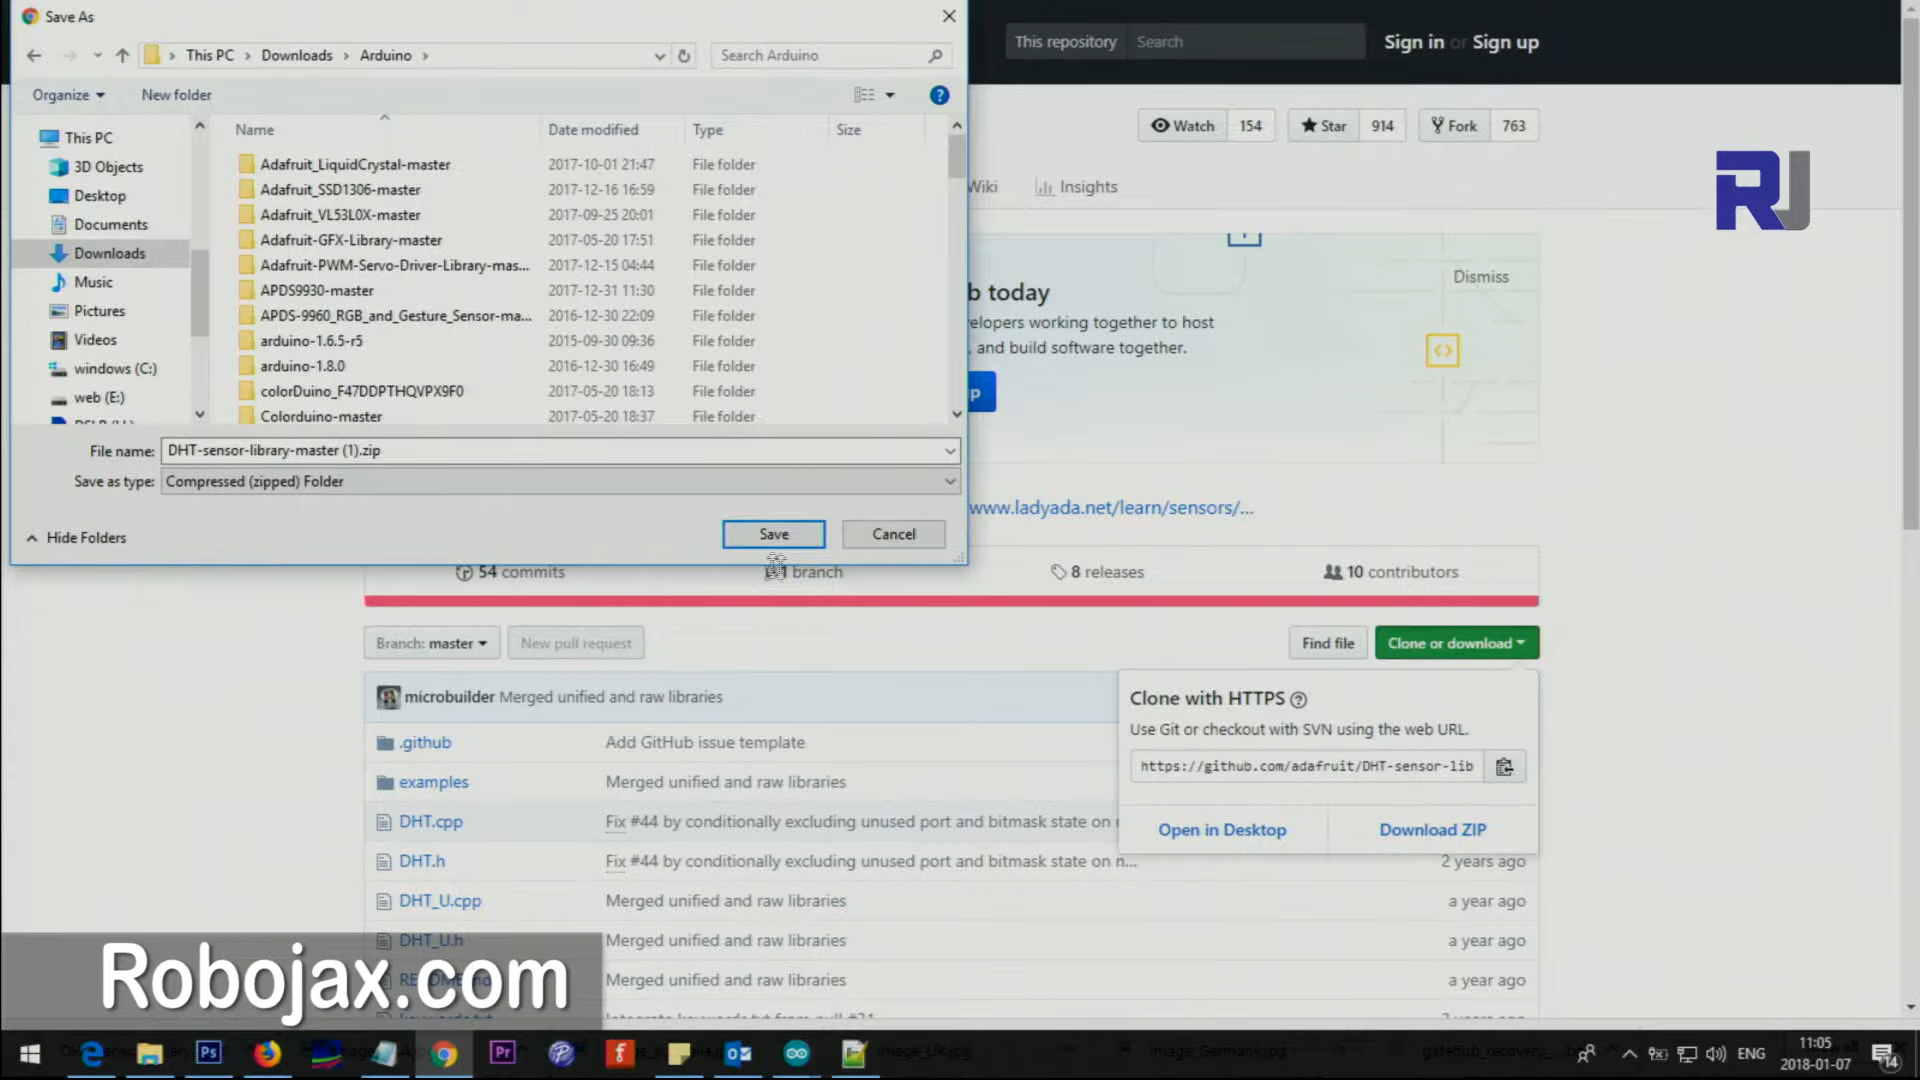 Save As
This PC > Downloads > Arduino >
Search Arduino
Organize
New folder
Name
Date modified
Type
Size
This PC
3D Objects
Desktop
Documents
Downloads
Music
Pictures
Videos
windows (C:)
web (E:)
Adafruit_LiquidCrystal-master 2017-10-01 21:47 File folder
Adafruit_SSD1306-master 2017-12-16 16:59 File folder
Adafruit_VL53L0X-master 2017-09-25 20:01 File folder
Adafruit-GFX-Library-master 2017-05-20 17:51 File folder
Adafruit-PWM-Servo-Driver-Library-mas... 2017-12-15 04:44 File folder
APDS9930-master 2017-12-31 11:30 File folder
APDS-9960_RGB_and_Gesture_Sensor-ma... 2016-12-30 22:09 File folder
arduino-1.6.5-r5 2015-09-30 09:36 File folder
arduino-1.8.0 2016-12-30 16:49 File folder
colorDuino_F47DDPTHQVPX9F0 2017-05-20 18:13 File folder
Colorduino-master 2017-05-20 18:37 File folder
File name: DHT-sensor-library-master (1).zip
Save as type: Compressed (zipped) Folder
Hide Folders
Save
Cancel
This repository Search
Sign in or Sign up
Watch 154
Star 914
Fork 763
Wiki
Insights
RJ
Dismiss
b today
elopers working together to host
, and build software together.
p
www.ladyada.net/learn/sensors/...
54 commits
1 branch
8 releases
10 contributors
Branch: master
New pull request
Find file
Clone or download
microbuilder Merged unified and raw libraries
Clone with HTTPS
Use Git or checkout with SVN using the web URL.
https://github.com/adafruit/DHT-sensor-lib
Open in Desktop
Download ZIP
.github Add GitHub issue template
examples Merged unified and raw libraries
DHT.cpp Fix #44 by conditionally excluding unused port and bitmask state on
DHT.h Fix #44 by conditionally excluding unused port and bitmask state on n... 2 years ago
DHT_U.cpp Merged unified and raw libraries a year ago
DHT_U.h Merged unified and raw libraries a year ago
README.md Merged unified and raw libraries a year ago
Robojax.com
Ps
Pr
ENG
11:05
2018-01-07
14